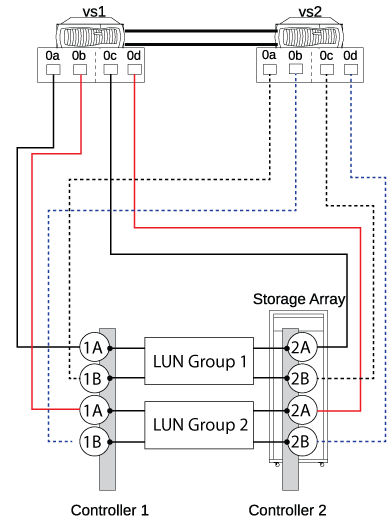 vs1 vs2
0a 0b 0c 0d 0a 0b 0c 0d
Storage Array
1A LUN Group 1 2A
1B 2B
1A LUN Group 2 2A
1B 2B
Controller 1 Controller 2